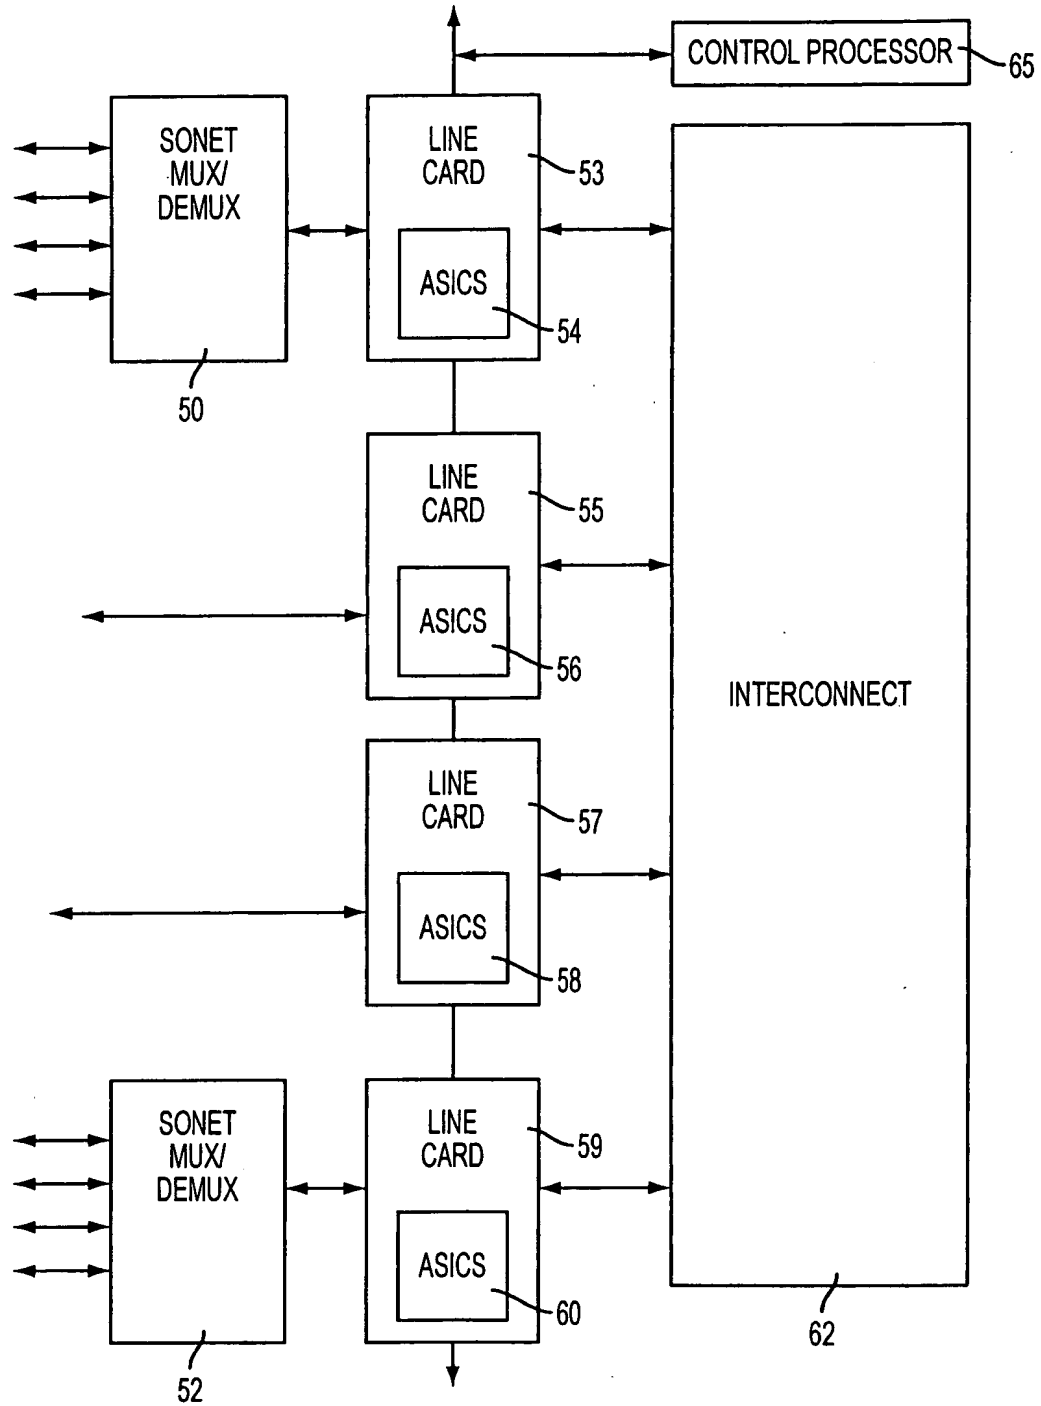 CONTROL PROCESSOR
65
SONET
MUX/
DEMUX
50
LINE
CARD
53
ASICS
54
LINE
CARD
55
ASICS
56
INTERCONNECT
LINE
CARD
57
ASICS
58
SONET
MUX/
DEMUX
52
LINE
CARD
59
ASICS
60
62